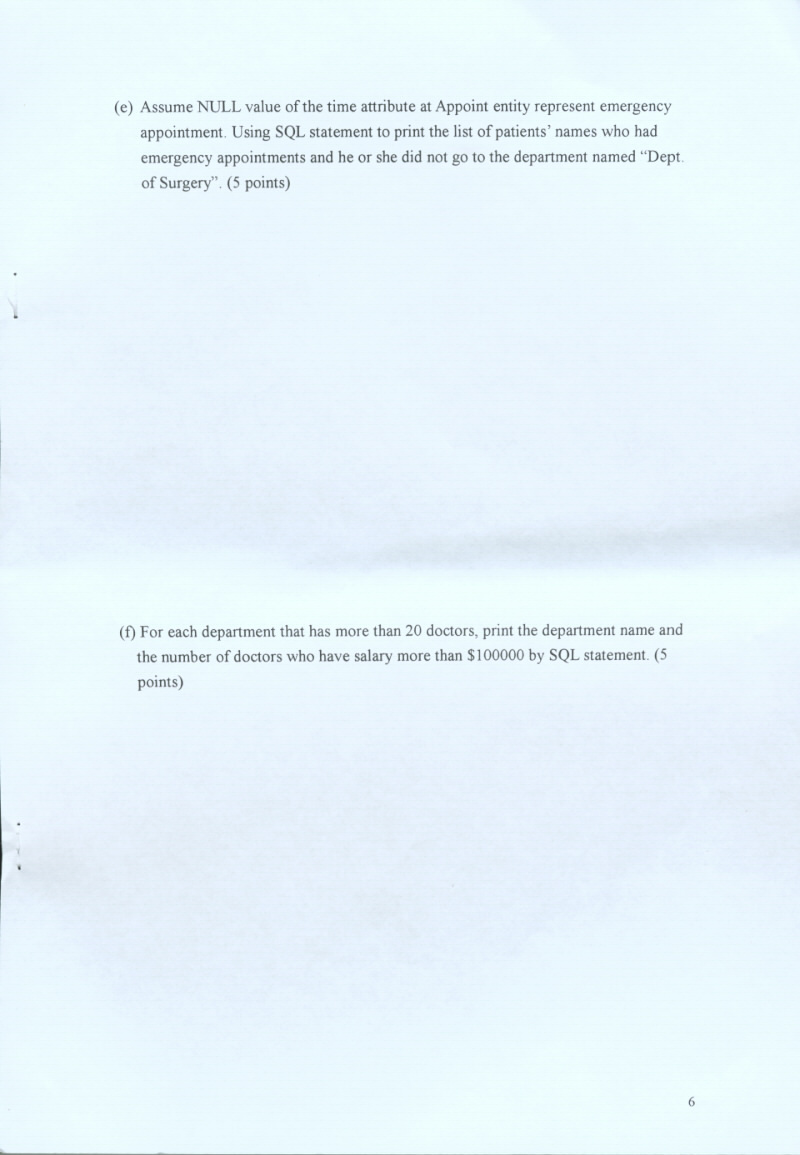 (e) Assume NULL value of the time attribute at Appoint entity represent emergency
appointment. Using SQL statement to print the list of patients' names who had
emergency appointments and he or she did not go to the department named “Dept.
of Surgery”. (5 points)
(f) For each department that has more than 20 doctors, print the department name and
the number of doctors who have salary more than $100000 by SQL statement. (5
points)
6